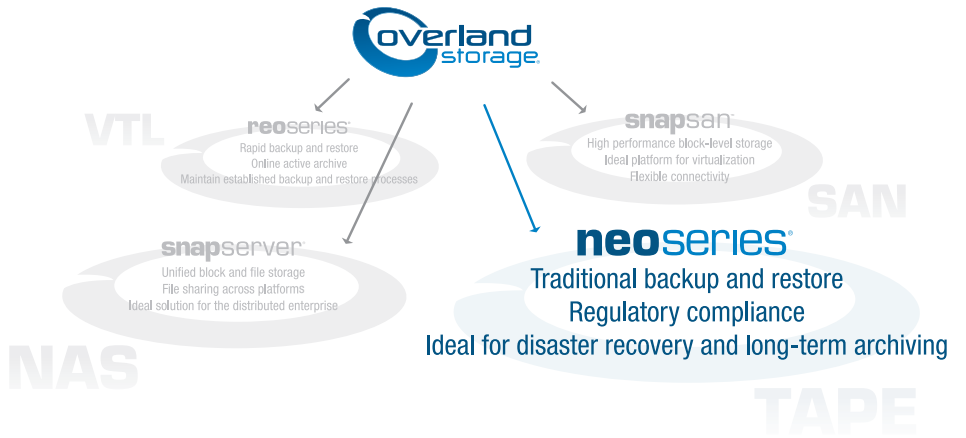 overland
storage®
VTL
reoseries®
Rapid backup and restore
Online active archive
Maintain established backup and restore processes
snapsan™
High performance block-level storage
Ideal platform for virtualization
Flexible connectivity
SAN
snapserver®
Unified block and file storage
File sharing across platforms
Ideal solution for the distributed enterprise
NAS
neoseries®
Traditional backup and restore
Regulatory compliance
Ideal for disaster recovery and long-term archiving
TAPE